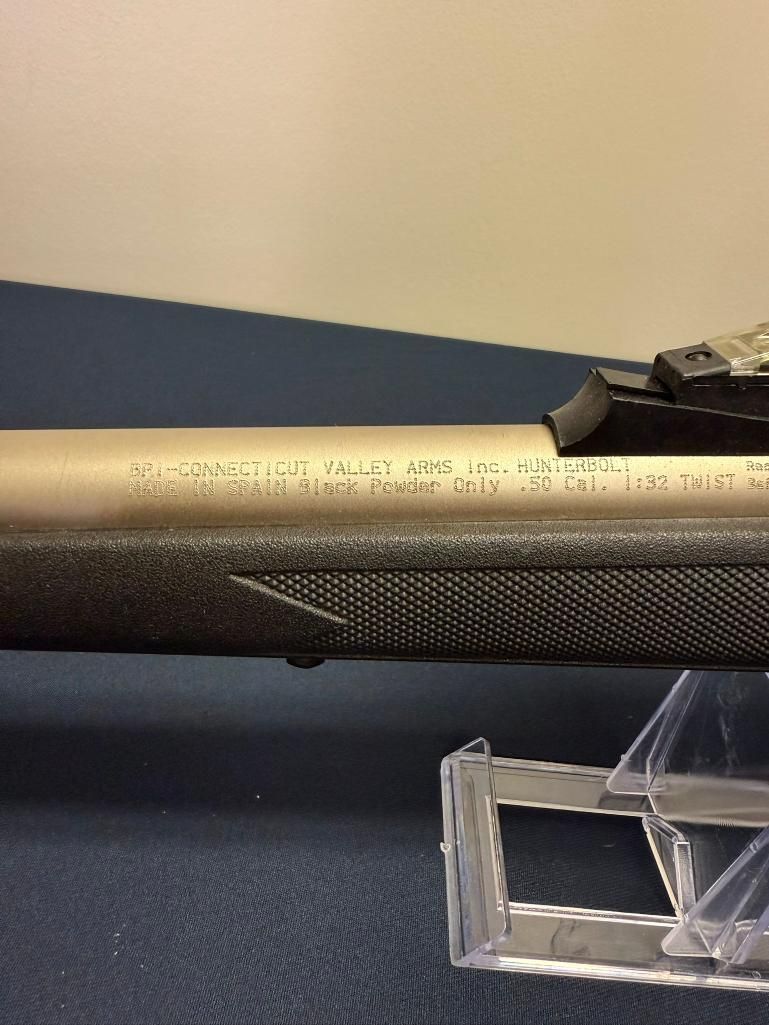 BPI-CONNECTICUT VALLEY ARMS Inc. HUNTERBOLT
MADE IN SPAIN Black Powder Only .50 Cal. 1:32 TWIST